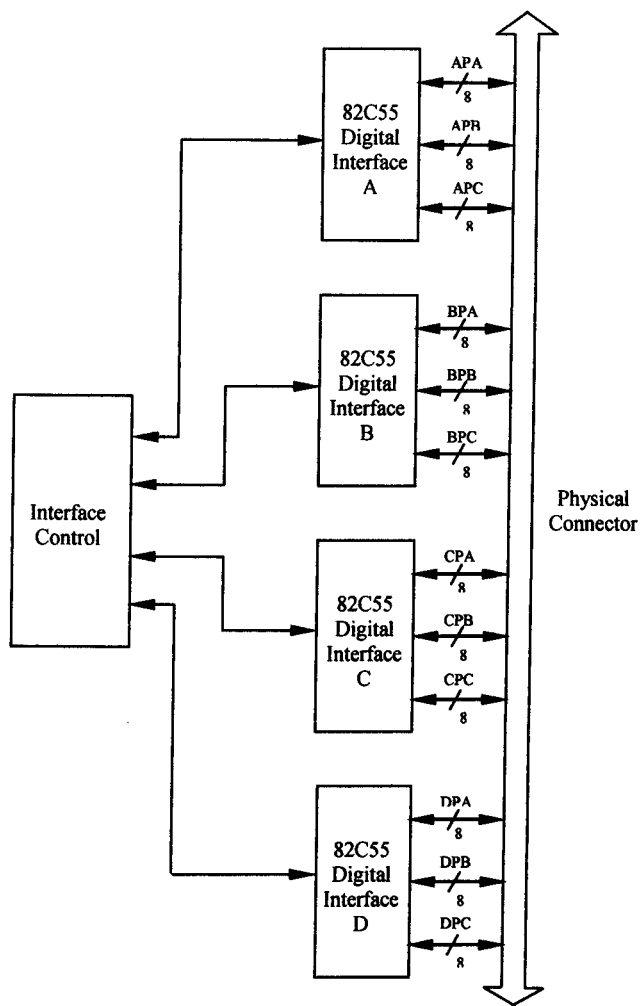 APA
8
82C55
Digital
Interface
A
APB
8
APC
8
BPA
8
82C55
Digital
Interface
B
BPB
8
BPC
8
Interface
Control
Physical
Connector
CPA
8
82C55
Digital
Interface
C
CPB
8
CPC
8
DPA
8
82C55
Digital
Interface
D
DPB
8
DPC
8